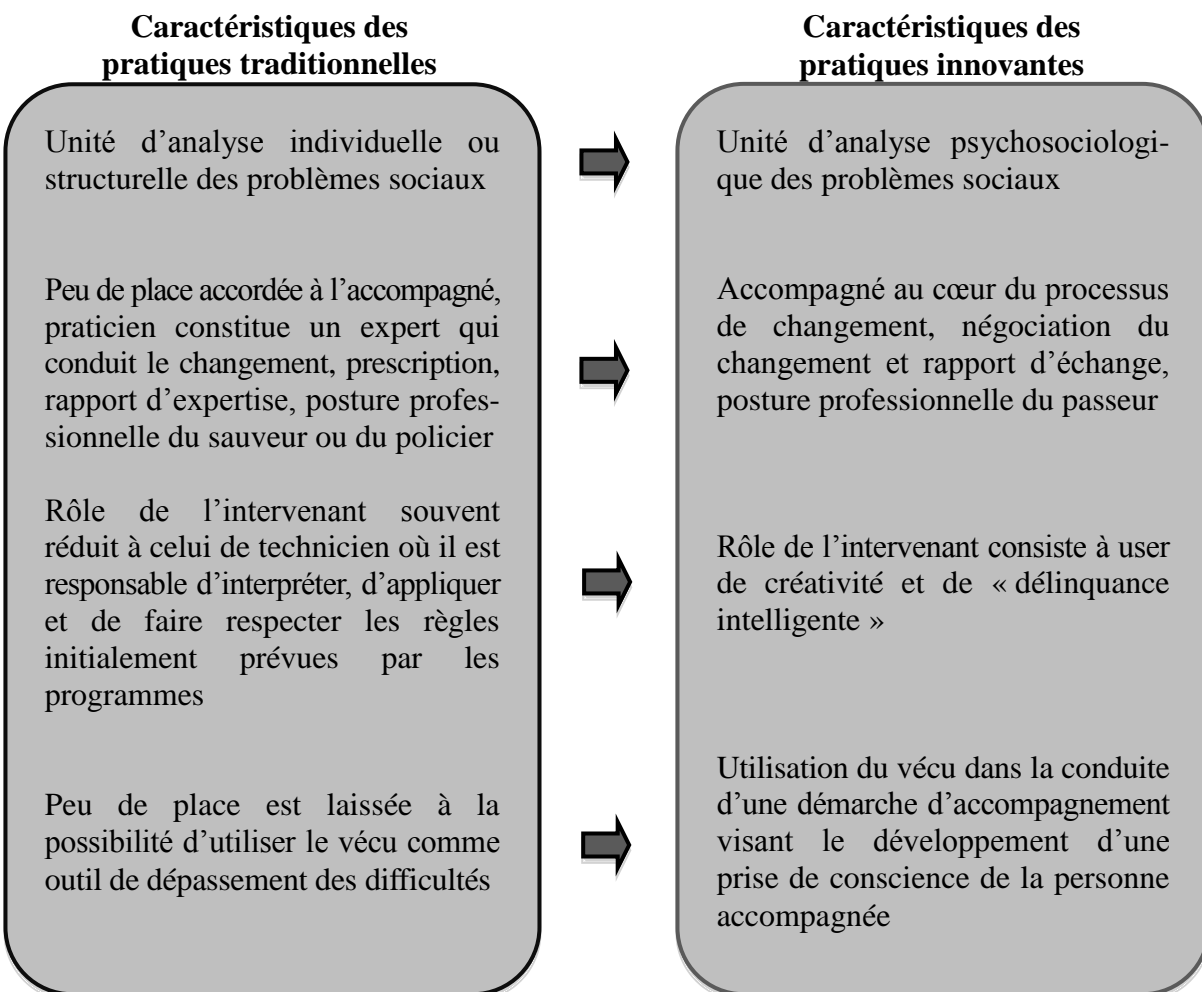 Caractéristiques des
pratiques traditionnelles
Unité d’analyse individuelle ou
structurelle des problèmes sociaux
Peu de place accordée à l’accompagné,
praticien constitue un expert qui
conduit le changement, prescription,
rapport d’expertise, posture profes-
sionnelle du sauveur ou du policier
Rôle de l’intervenant souvent
réduit à celui de technicien où il est
responsable d’interpréter, d’appliquer
et de faire respecter les règles
initialement prévues par les
programmes
Peu de place est laissée à la
possibilité d’utiliser le vécu comme
outil de dépassement des difficultés
Caractéristiques des
pratiques innovantes
Unité d’analyse psychosociologi-
que des problèmes sociaux
Accompagné au cœur du processus
de changement, négociation du
changement et rapport d’échange,
posture professionnelle du passeur
Rôle de l’intervenant consiste à user
de créativité et de « délinquance
intelligente »
Utilisation du vécu dans la conduite
d’une démarche d’accompagnement
visant le développement d’une
prise de conscience de la personne
accompagnée